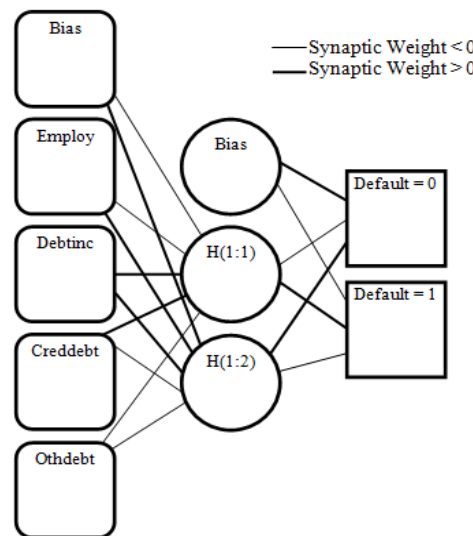 Bias
Synaptic Weight < 0
Synaptic Weight > 0
Employ
Bias
Default = 0
Debtinc
H(1:1)
Default = 1
Creddebt
H(1:2)
Othdebt